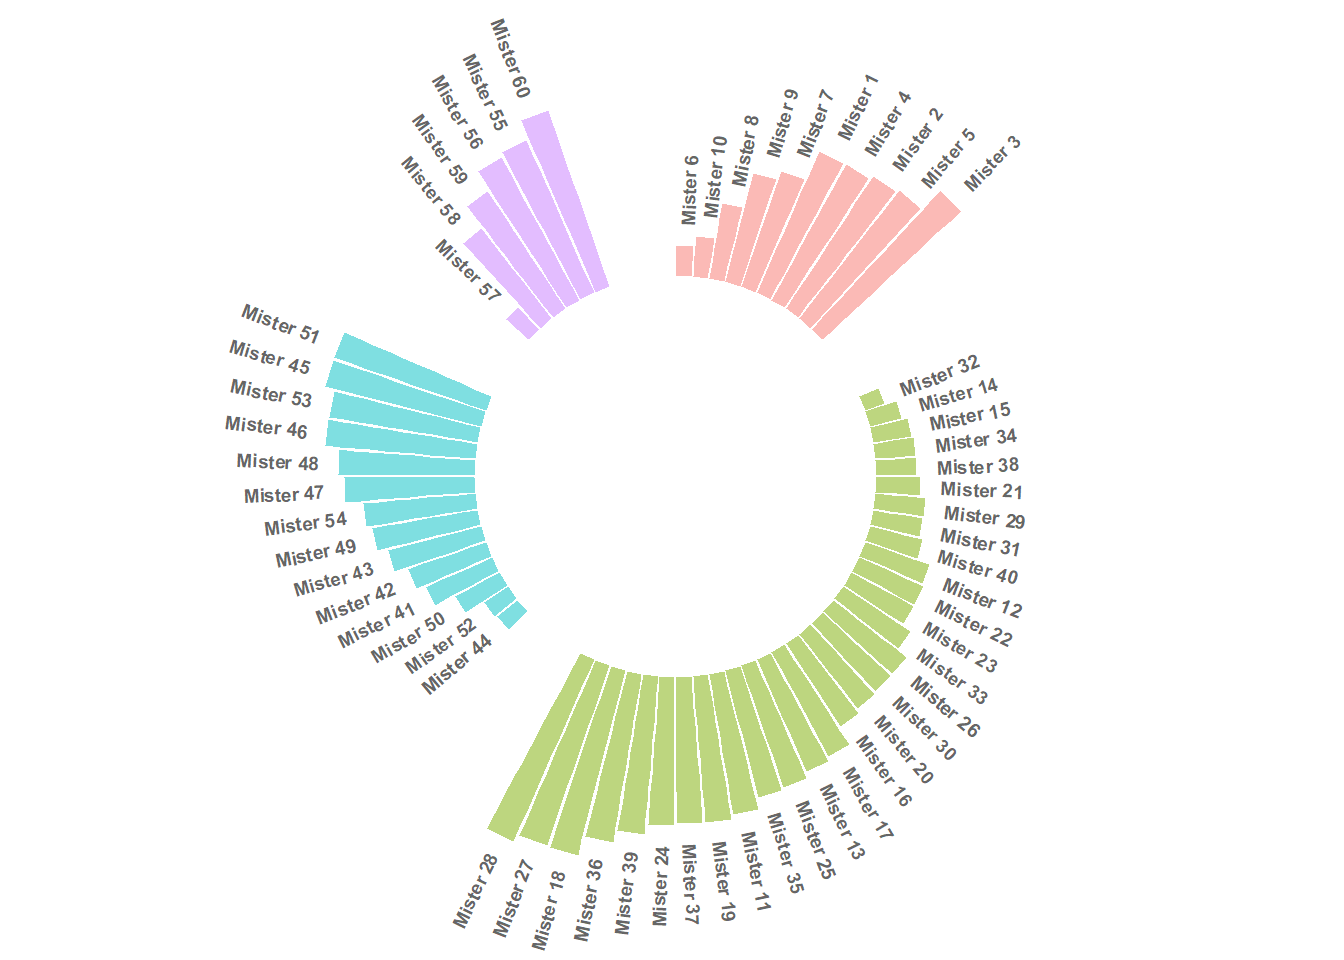 Mister 6
Mister 10
Mister 8
Mister 9
Mister 7
Mister 1
Mister 4
Mister 2
Mister 5
Mister 3
Mister 32
Mister 14
Mister 15
Mister 34
Mister 38
Mister 21
Mister 29
Mister 31
Mister 40
Mister 12
Mister 22
Mister 23
Mister 33
Mister 26
Mister 30
Mister 20
Mister 16
Mister 17
Mister 13
Mister 25
Mister 35
Mister 11
Mister 19
Mister 37
Mister 24
Mister 39
Mister 36
Mister 18
Mister 27
Mister 28
Mister 44
Mister 52
Mister 50
Mister 41
Mister 42
Mister 43
Mister 49
Mister 54
Mister 47
Mister 48
Mister 46
Mister 53
Mister 45
Mister 51
Mister 57
Mister 58
Mister 59
Mister 56
Mister 55
Mister 60